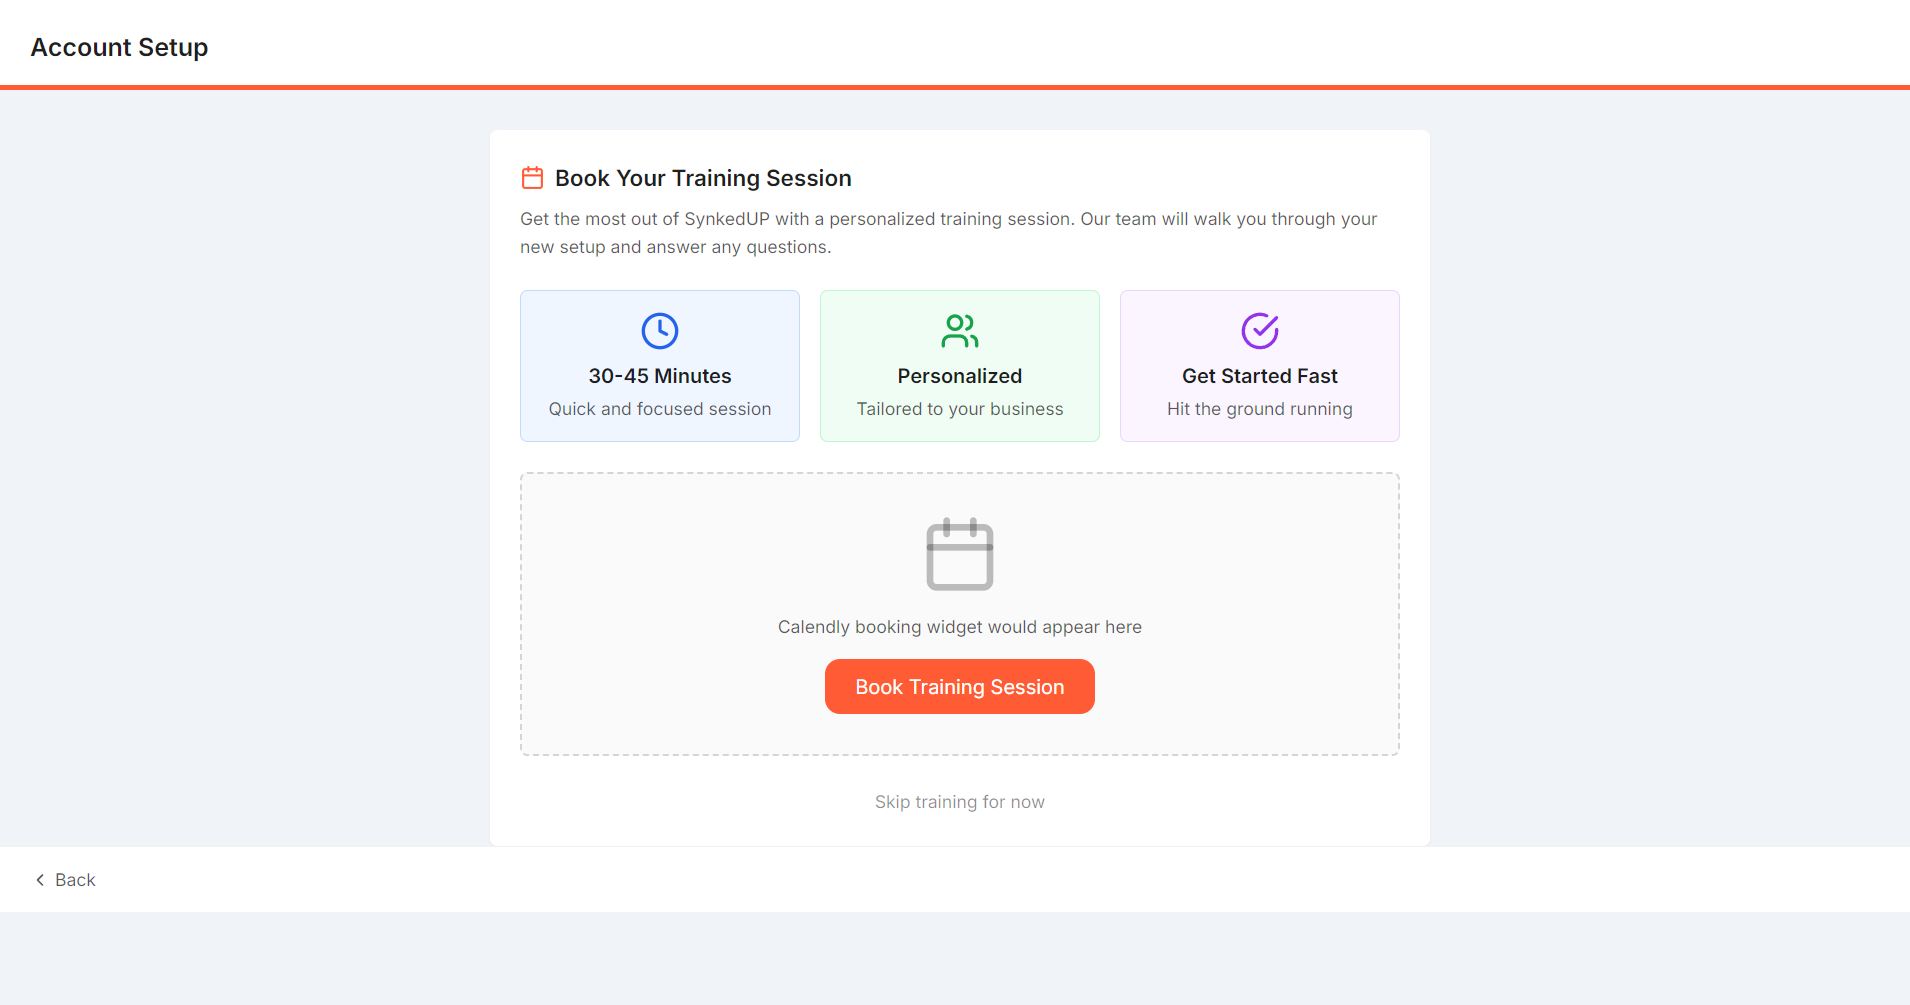 Account Setup
Book Your Training Session
Get the most out of SynkedUP with a personalized training session. Our team will walk you through your
new setup and answer any questions.
30-45 Minutes
Quick and focused session
Personalized
Tailored to your business
Get Started Fast
Hit the ground running
Calendly booking widget would appear here
Book Training Session
Skip training for now
Back